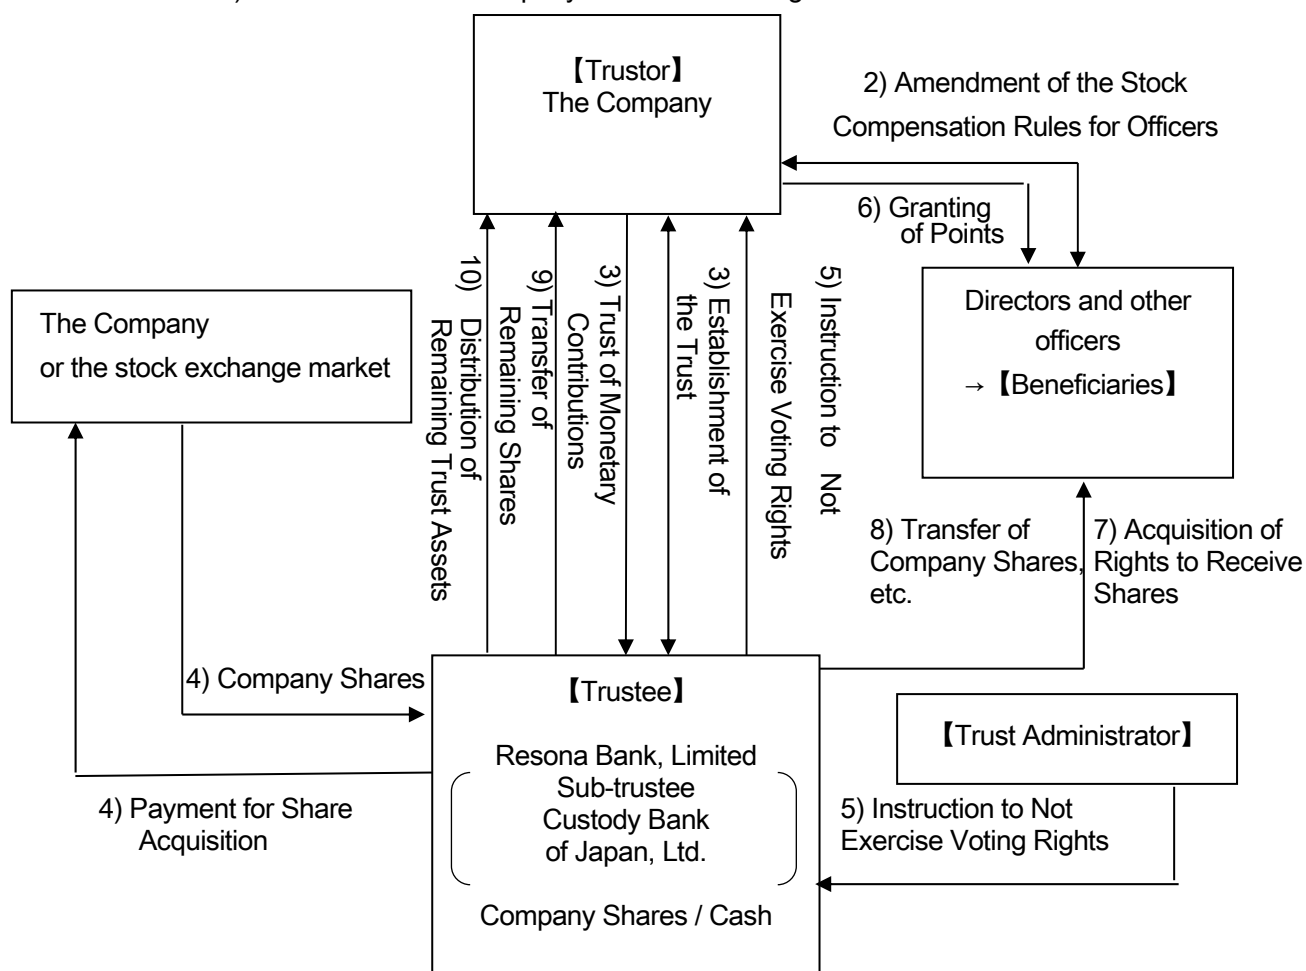 【Trustor】
The Company
2) Amendment of the Stock
Compensation Rules for Officers
6) Granting
of Points
The Company
or the stock exchange market
Directors and other
officers
→【Beneficiaries】
10) Distribution of
Remaining Trust Assets
9) Transfer of
Remaining Shares
3) Trust of Monetary
Contributions
3) Establishment of
the Trust
5) Instruction to Not
Exercise Voting Rights
8) Transfer of
Company Shares,
etc.
7) Acquisition of
Rights to Receive
Shares
4) Company Shares
4) Payment for Share
Acquisition
【Trustee】
Resona Bank, Limited
Sub-trustee
Custody Bank
of Japan, Ltd.
Company Shares / Cash
【Trust Administrator】
5) Instruction to Not
Exercise Voting Rights